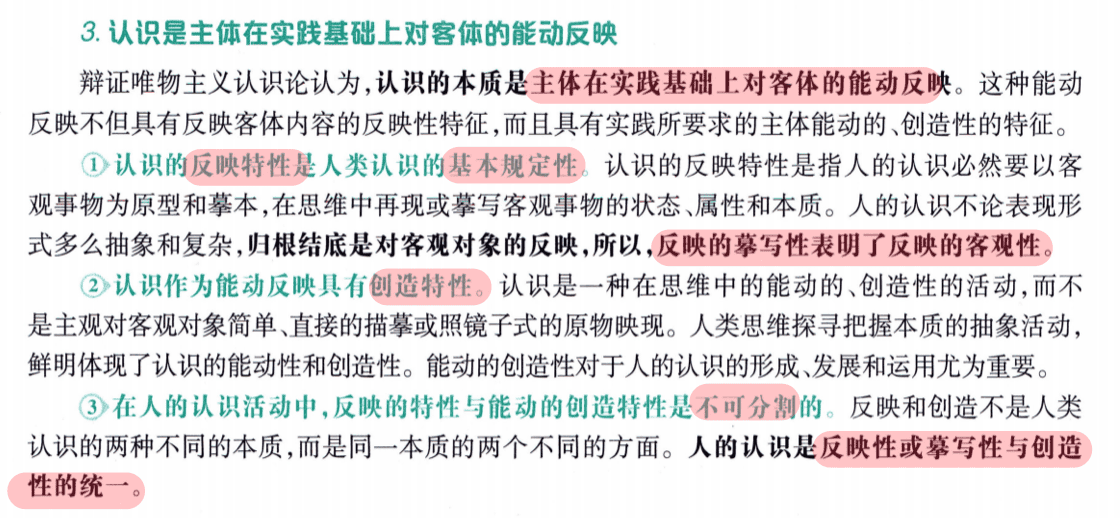 3. 认识是主体在实践基础上对客体的能动反映
辩证唯物主义认识论认为,认识的本质是主体在实践基础上对客体的能动反映。这种能动
反映不但具有反映客体内容的反映性特征,而且具有实践所要求的主体能动的、创造性的特征。
①认识的反映特性是人类认识的基本规定性。认识的反映特性是指人的认识必然要以客
观事物为原型和摹本,在思维中再现或摹写客观事物的状态、属性和本质。人的认识不论表现形
式多么抽象和复杂,归根结底是对客观对象的反映,所以,反映的摹写性表明了反映的客观性。
②认识作为能动反映具有创造特性。认识是一种在思维中的能动的、创造性的活动,而不
是主观对客观对象简单、直接的描摹或照镜子式的原物映现。人类思维探寻把握本质的抽象活动,
鲜明体现了认识的能动性和创造性。能动的创造性对于人的认识的形成、发展和运用尤为重要。
③在人的认识活动中,反映的特性与能动的创造特性是不可分割的。反映和创造不是人类
认识的两种不同的本质,而是同一本质的两个不同的方面。人的认识是反映性或摹写性与创造
性的统一。